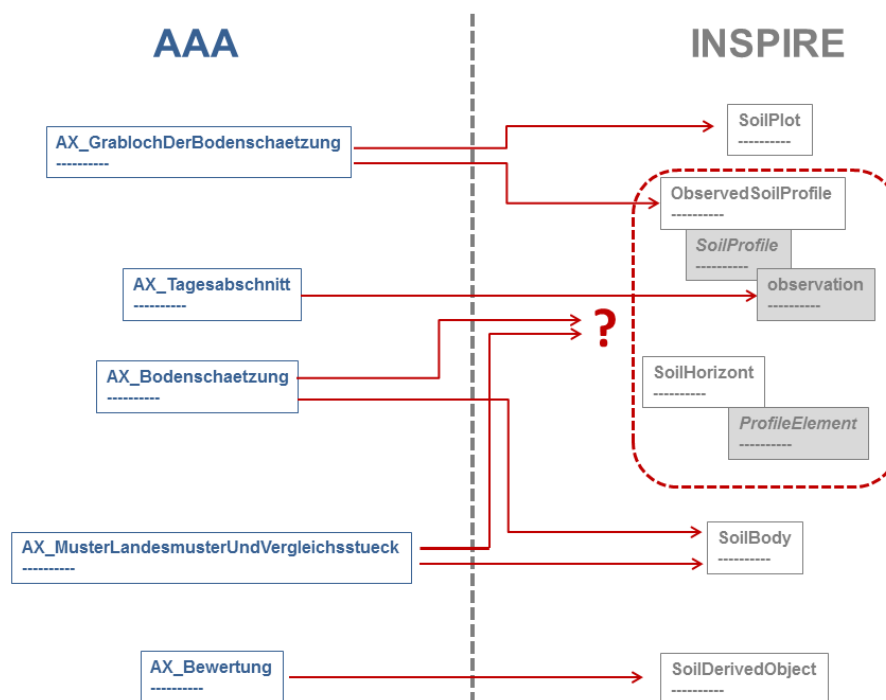 AAA
INSPIRE
SoilPlot
----------
AX_GrablochDerBodenschaetzung
----------
ObservedSoilProfile
----------
SoilProfile
----------
AX_Tagesabschnitt
----------
observation
----------
?
AX_Bodenschaetzung
----------
SoilHorizont
----------
ProfileElement
----------
AX_MusterLandesmusterUndVergleichsstueck
----------
SoilBody
----------
AX_Bewertung
----------
SoilDerivedObject
----------